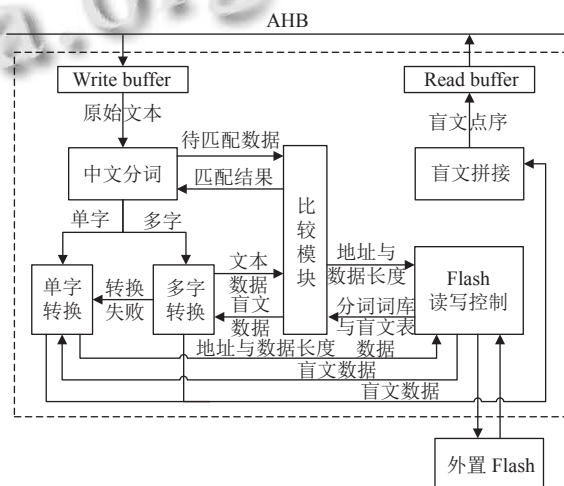 AHB
Write buffer
Read buffer
原始文本
盲文点序
中文分词
待匹配数据
匹配结果
比较模块
盲文拼接
单字
多字
单字
转换
转换
失败
多字
转换
文本
数据
盲文
数据
地址与
数据长度
分词词库
与盲文表
数据
Flash
读写控制
地址与数据长度
盲文数据
盲文数据
外置 Flash